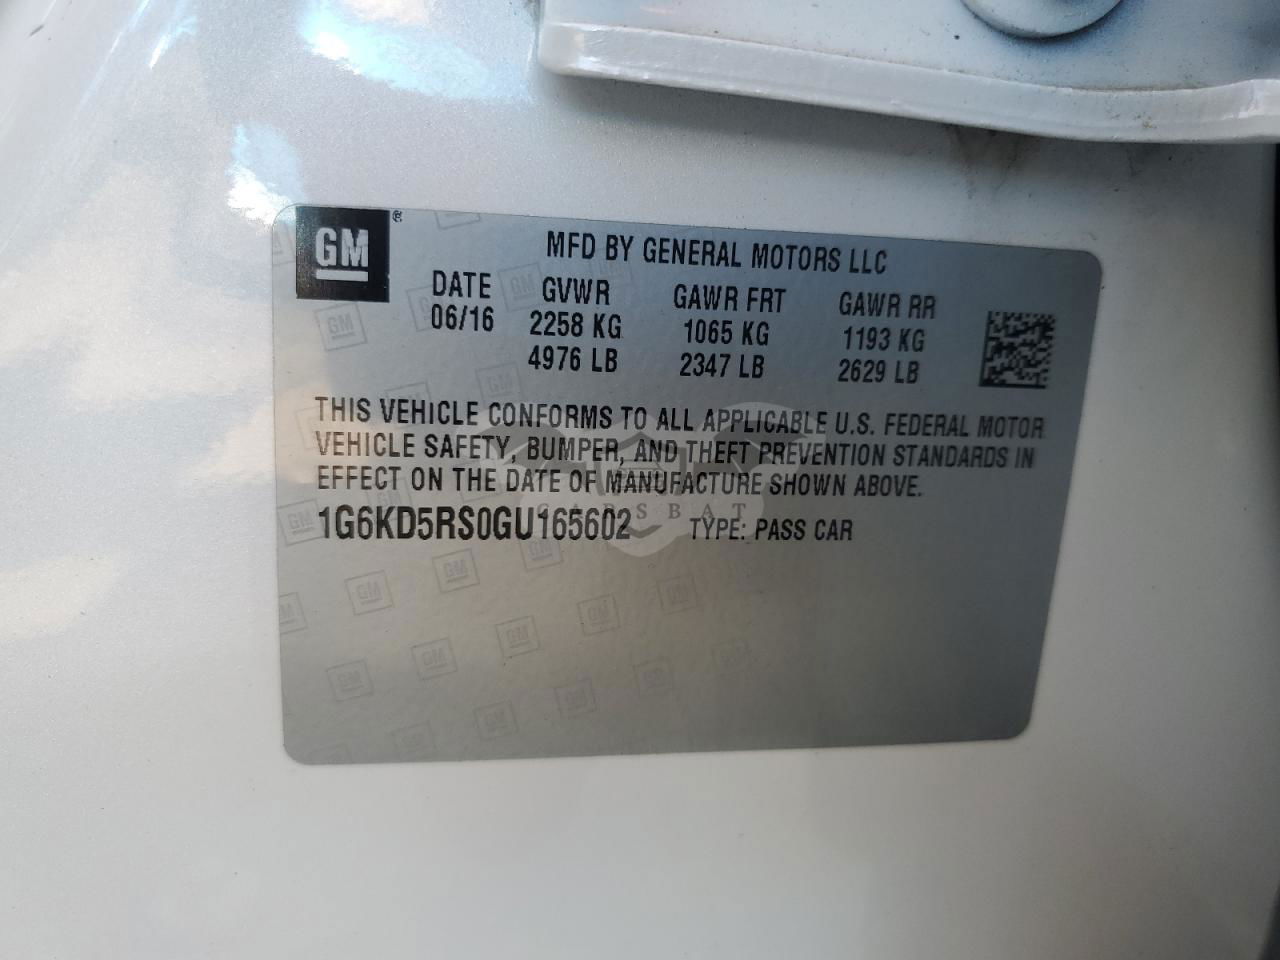 GM ®
MFD BY GENERAL MOTORS LLC
DATE GVWR GAWR FRT GAWR RR
06/16 2258 KG 1065 KG 1193 KG
4976 LB 2347 LB 2629 LB
THIS VEHICLE CONFORMS TO ALL APPLICABLE U.S. FEDERAL MOTOR
VEHICLE SAFETY, BUMPER, AND THEFT PREVENTION STANDARDS IN
EFFECT ON THE DATE OF MANUFACTURE SHOWN ABOVE.
CARSBAT
1G6KD5RS0GU165602 TYPE: PASS CAR